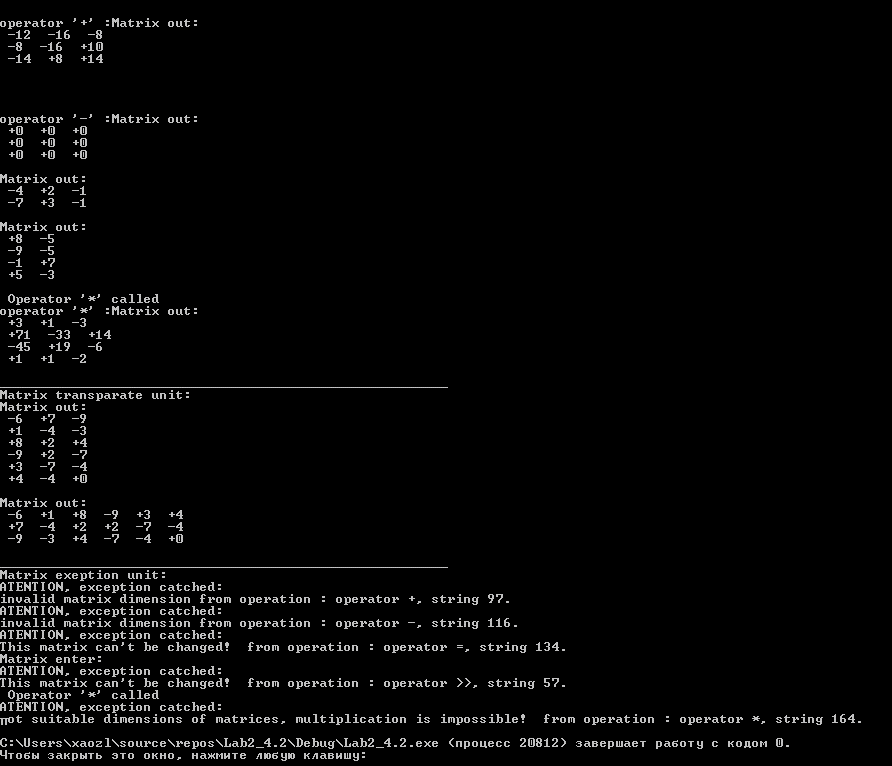 operator '+' :Matrix out:
-12 -16 -8
-8 -16 +10
-14 +8 +14
operator '-' :Matrix out:
+0 +0 +0
+0 +0 +0
+0 +0 +0
Matrix out:
-4 +2 -1
-7 +3 -1
Matrix out:
+8 -5
-9 -5
-1 +7
+5 -3
Operator '*' called
operator '*' :Matrix out:
+3 +1 -3
+71 -33 +14
-45 +19 -6
+1 +1 -2
Matrix transparate unit:
Matrix out:
-6 +7 -9
+1 -4 -3
+8 +2 +4
-9 +2 -7
+3 -7 -4
+4 -4 +0
Matrix out:
-6 +1 +8 -9 +3 +4
+7 -4 +2 +2 -7 -4
-9 -3 +4 -7 -4 +0
Matrix exeption unit:
ATENTION, exception catched:
invalid matrix dimension from operation : operator +, string 97.
ATENTION, exception catched:
invalid matrix dimension from operation : operator -, string 116.
ATENTION, exception catched:
This matrix can't be changed!  from operation : operator =, string 134.
Matrix enter:
ATENTION, exception catched:
This matrix can't be changed!  from operation : operator >>, string 57.
Operator '*' called
ATENTION, exception catched:
not suitable dimensions of matrices, multiplication is impossible!  from operation : operator *, string 164.
C:\Users\xaozl\source\repos\Lab2_4.2\Debug\Lab2_4.2.exe (процесс 20812) завершает работу с кодом 0.
Чтобы закрыть это окно, нажмите любую клавишу: